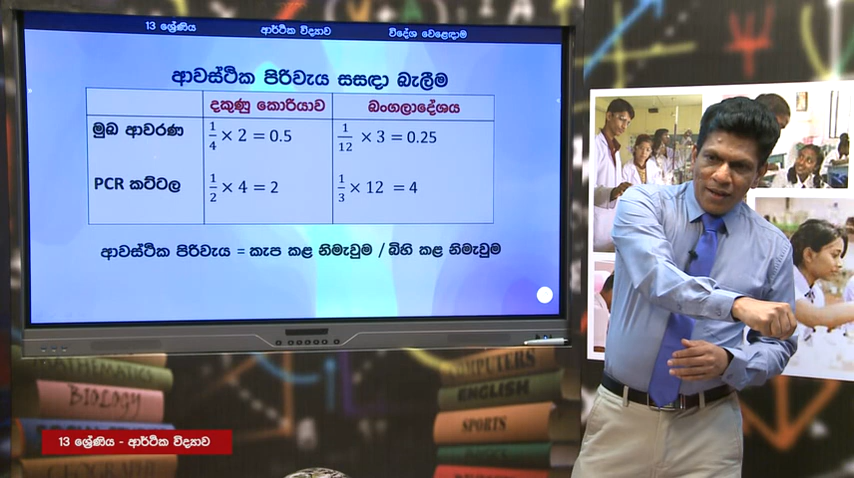 13 ශ්‍රේණිය ආර්ථික විද්‍යාව විදේශ වෙළෙඳාම
ආවස්ථික පිරිවැය සසඳා බැලීම
දකුණු කොරියාව බංගලාදේශය
මුඛ ආවරණ 1/4 × 2 = 0.5 1/12 × 3 = 0.25
PCR කට්ටල 1/2 × 4 = 2 1/3 × 12 = 4
ආවස්ථික පිරිවැය = කැප කළ නිමැවුම / බිහි කළ නිමැවුම
MATHEMATICS
BIOLOGY
GEOGRAPHY
COMPUTERS
ENGLISH
SPORTS
13 ශ්‍රේණිය - ආර්ථික විද්‍යාව